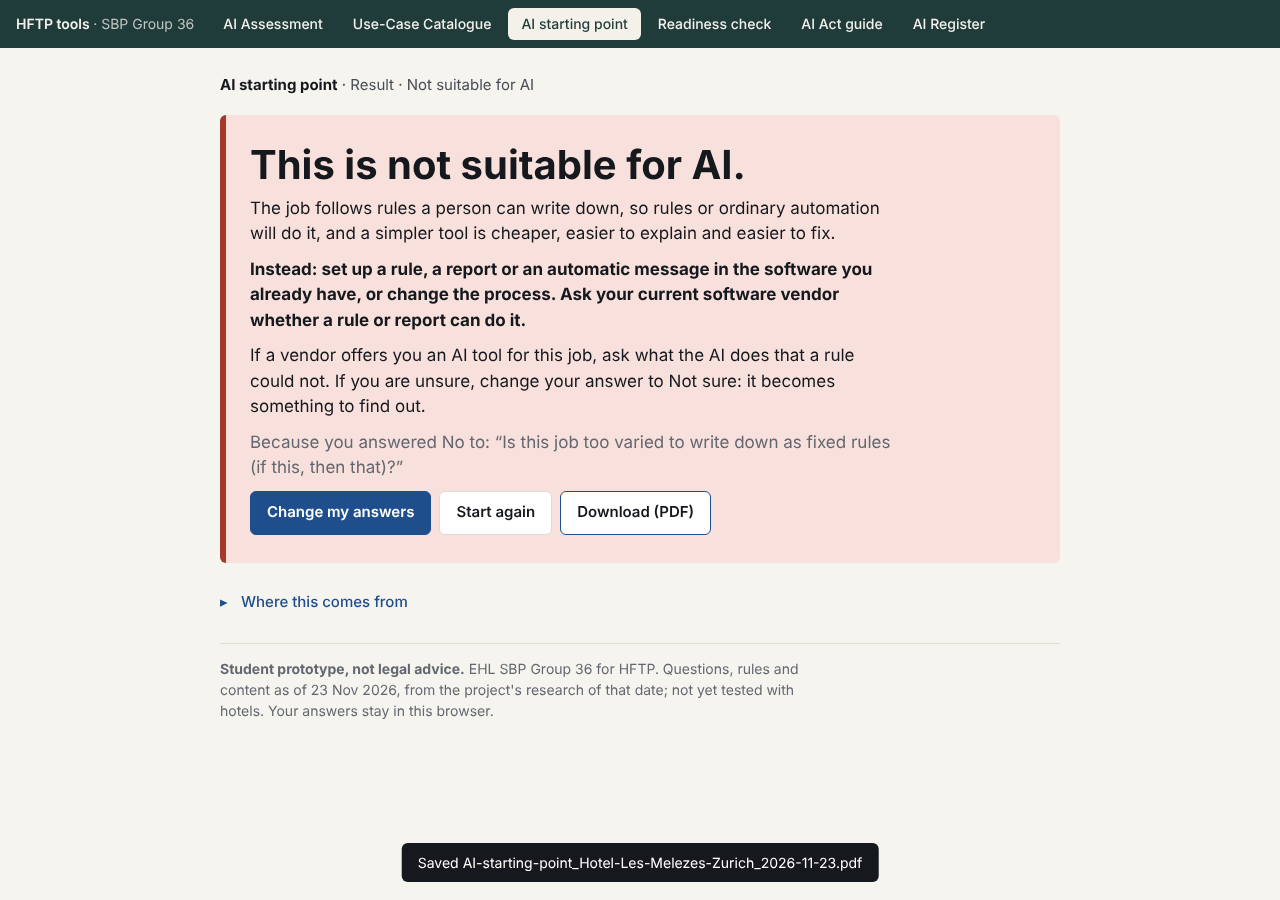 HFTP tools · SBP Group 36
AI Assessment
Use-Case Catalogue
AI starting point
Readiness check
AI Act guide
AI Register
AI starting point · Result · Not suitable for AI
This is not suitable for AI.
The job follows rules a person can write down, so rules or ordinary automation
will do it, and a simpler tool is cheaper, easier to explain and easier to fix.
Instead: set up a rule, a report or an automatic message in the software you
already have, or change the process. Ask your current software vendor
whether a rule or report can do it.
If a vendor offers you an AI tool for this job, ask what the AI does that a rule
could not. If you are unsure, change your answer to Not sure: it becomes
something to find out.
Because you answered No to: “Is this job too varied to write down as fixed rules
(if this, then that)?”
Change my answers
Start again
Download (PDF)
Where this comes from
Student prototype, not legal advice. EHL SBP Group 36 for HFTP. Questions, rules and
content as of 23 Nov 2026, from the project's research of that date; not yet tested with
hotels. Your answers stay in this browser.
Saved AI-starting-point_Hotel-Les-Melezes-Zurich_2026-11-23.pdf